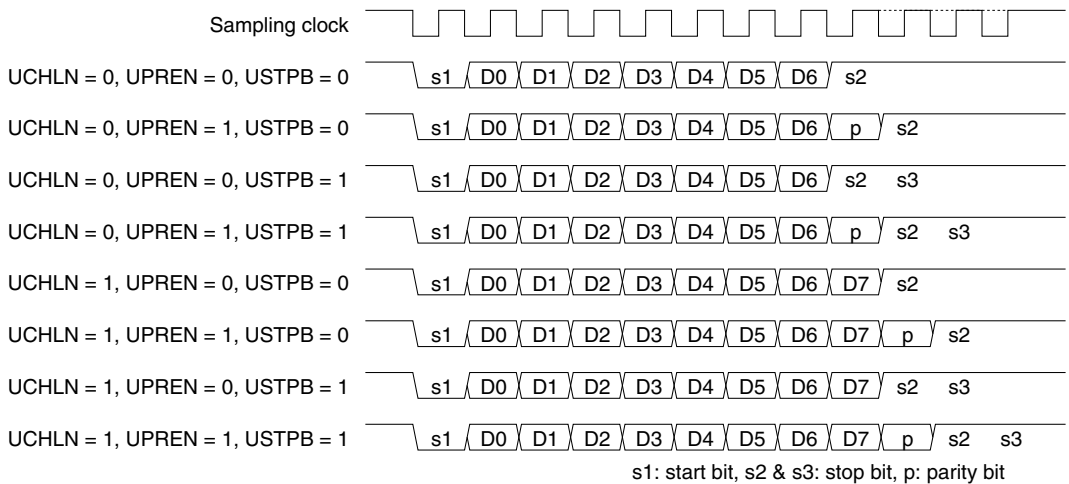 Sampling clock
UCHLN = 0, UPREN = 0, USTPB = 0 s1 D0 D1 D2 D3 D4 D5 D6 s2
UCHLN = 0, UPREN = 1, USTPB = 0 s1 D0 D1 D2 D3 D4 D5 D6 p s2
UCHLN = 0, UPREN = 0, USTPB = 1 s1 D0 D1 D2 D3 D4 D5 D6 s2 s3
UCHLN = 0, UPREN = 1, USTPB = 1 s1 D0 D1 D2 D3 D4 D5 D6 p s2 s3
UCHLN = 1, UPREN = 0, USTPB = 0 s1 D0 D1 D2 D3 D4 D5 D6 D7 s2
UCHLN = 1, UPREN = 1, USTPB = 0 s1 D0 D1 D2 D3 D4 D5 D6 D7 p s2
UCHLN = 1, UPREN = 0, USTPB = 1 s1 D0 D1 D2 D3 D4 D5 D6 D7 s2 s3
UCHLN = 1, UPREN = 1, USTPB = 1 s1 D0 D1 D2 D3 D4 D5 D6 D7 p s2 s3
s1: start bit, s2 & s3: stop bit, p: parity bit